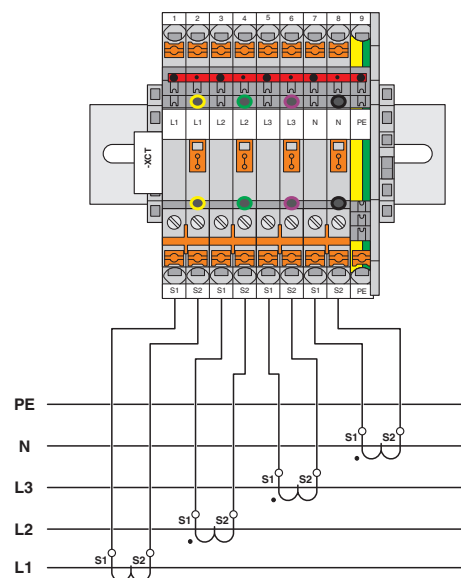 1 2 3 4 5 6 7 8 9
L1 L1 L2 L2 L3 L3 N N PE
-XCT
S1 S2 S1 S2 S1 S2 S1 S2 PE
PE
N S1 S2
L3 S1 S2
L2 S1 S2
L1 S1 S2